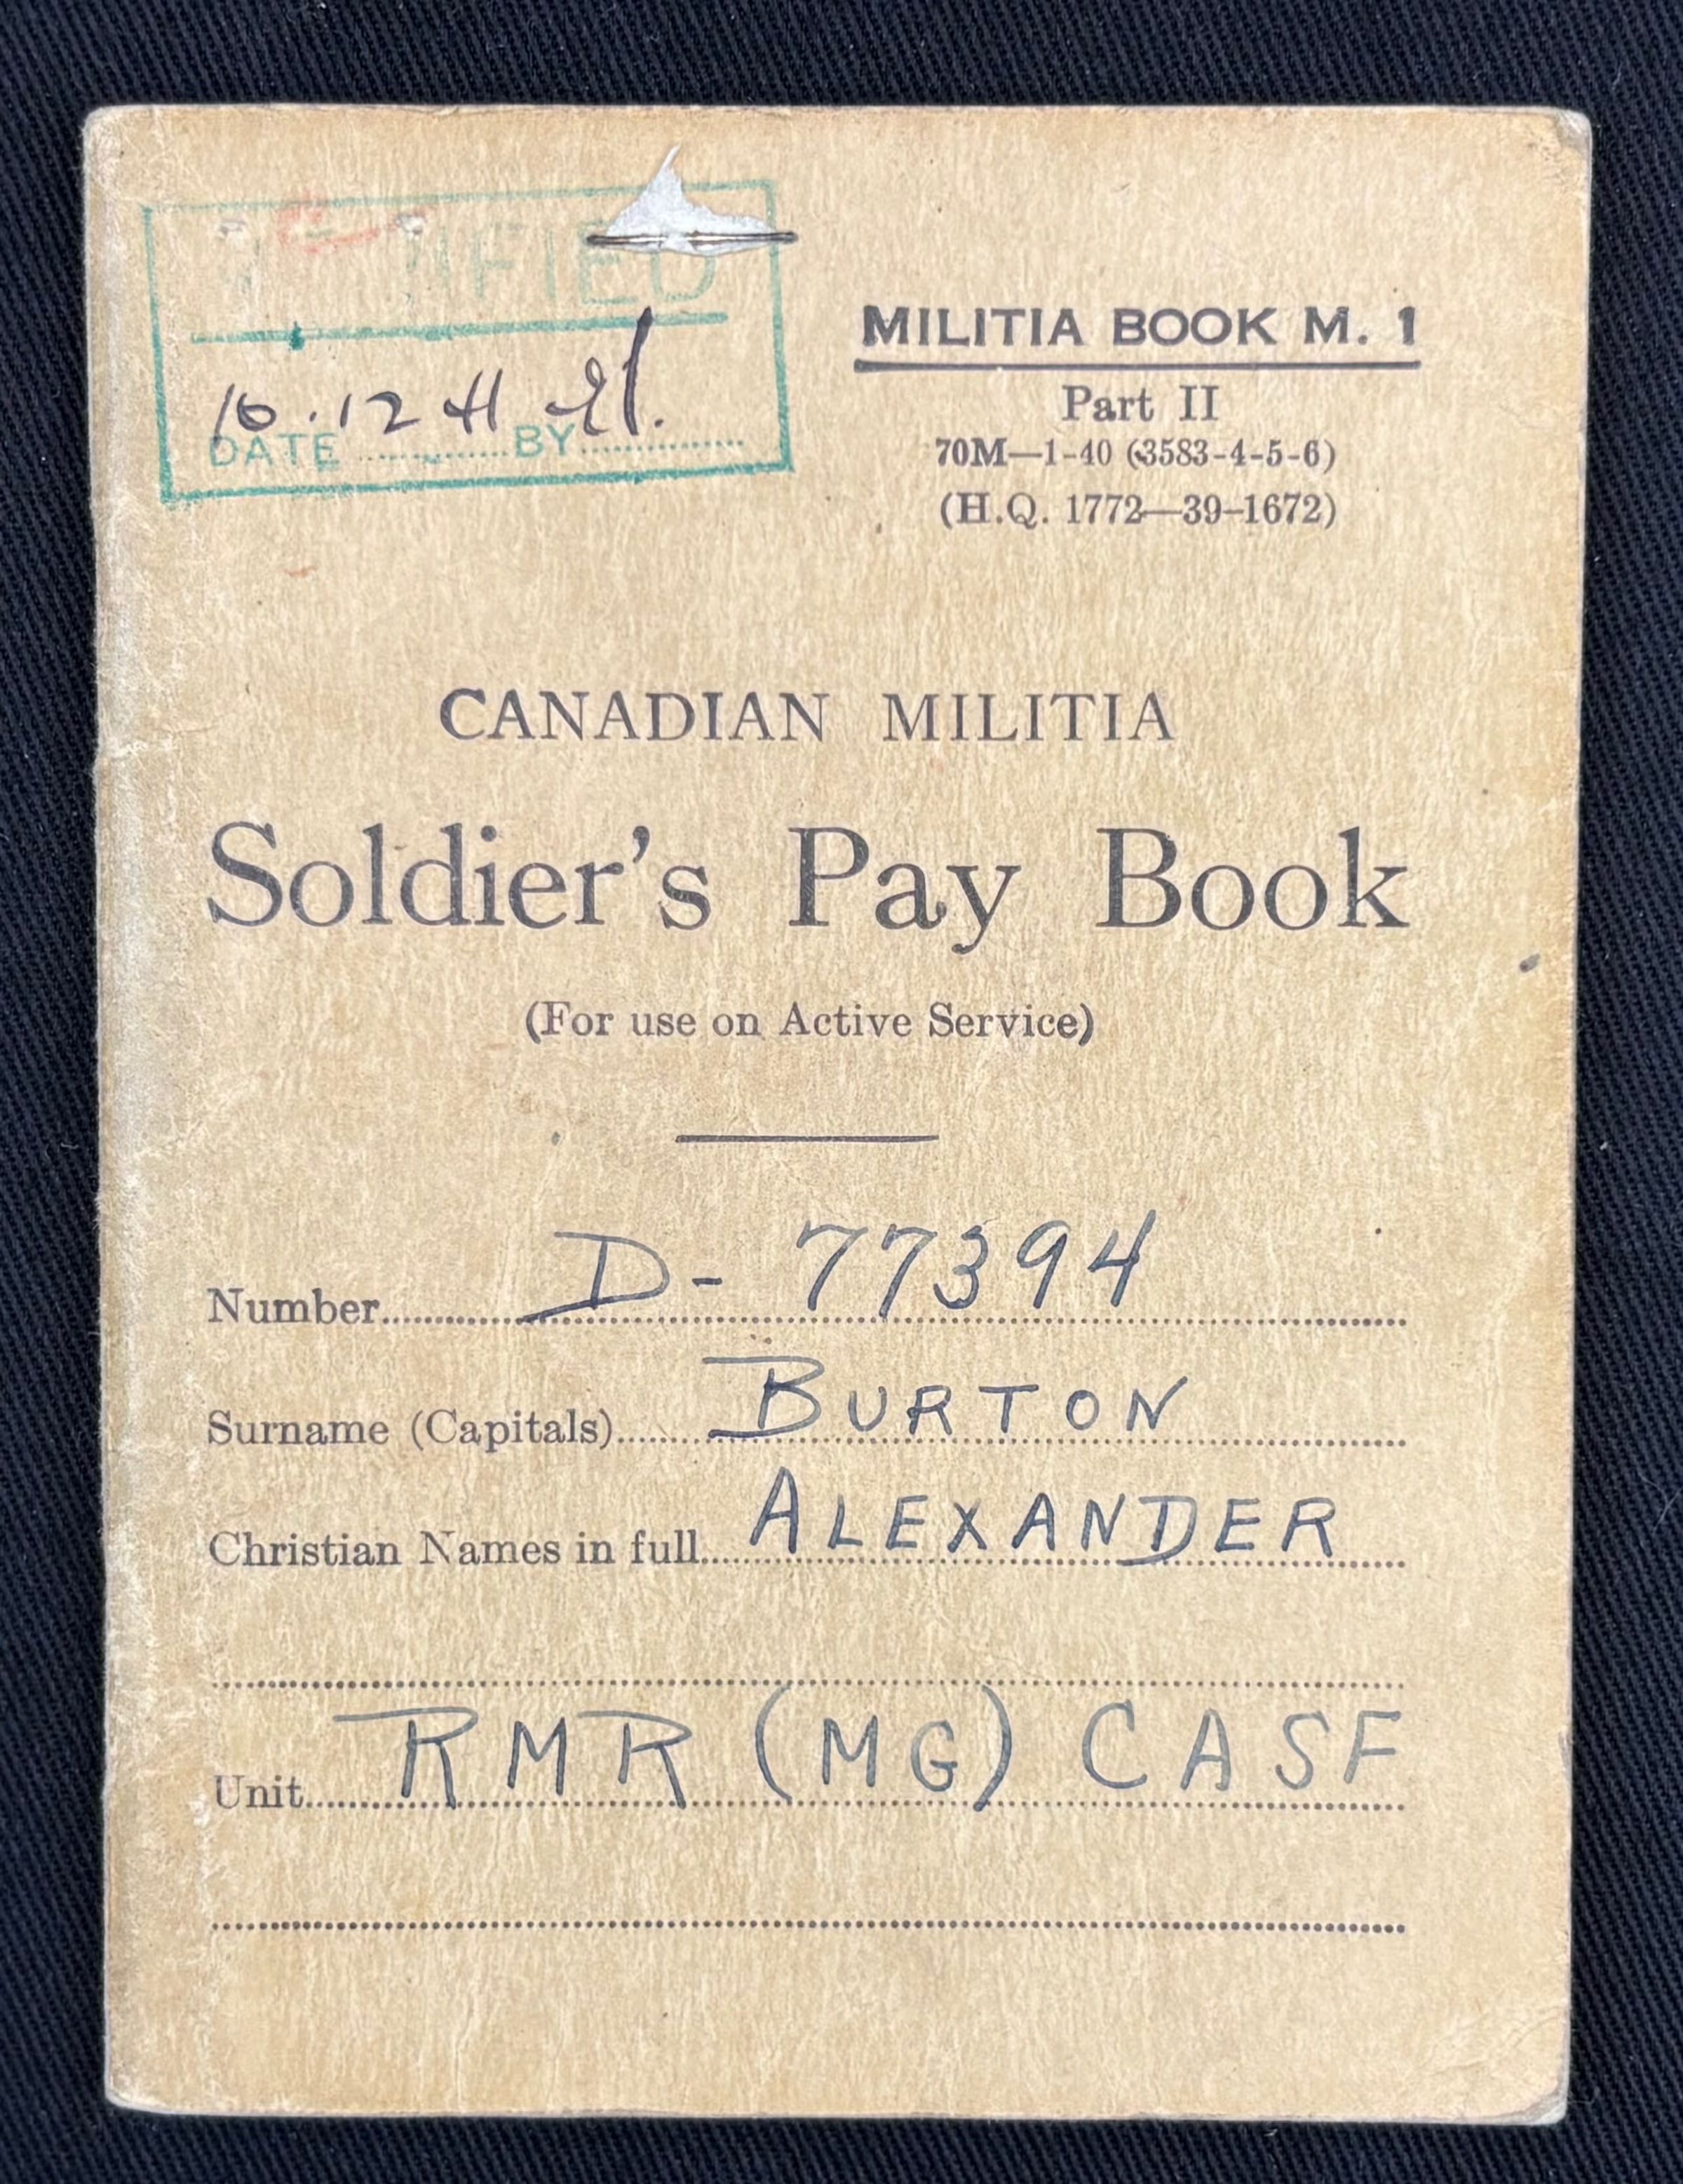 MILITIA BOOK M. 1
Part II
70M—1-40 (3583-4-5-6)
(H.Q. 1772—39-1672)
10.12 41
DATE BY
CANADIAN MILITIA
Soldier's Pay Book
(For use on Active Service)
Number D- 77394
Surname (Capitals) BURTON
Christian Names in full ALEXANDER
Unit RMR (MG) CASF